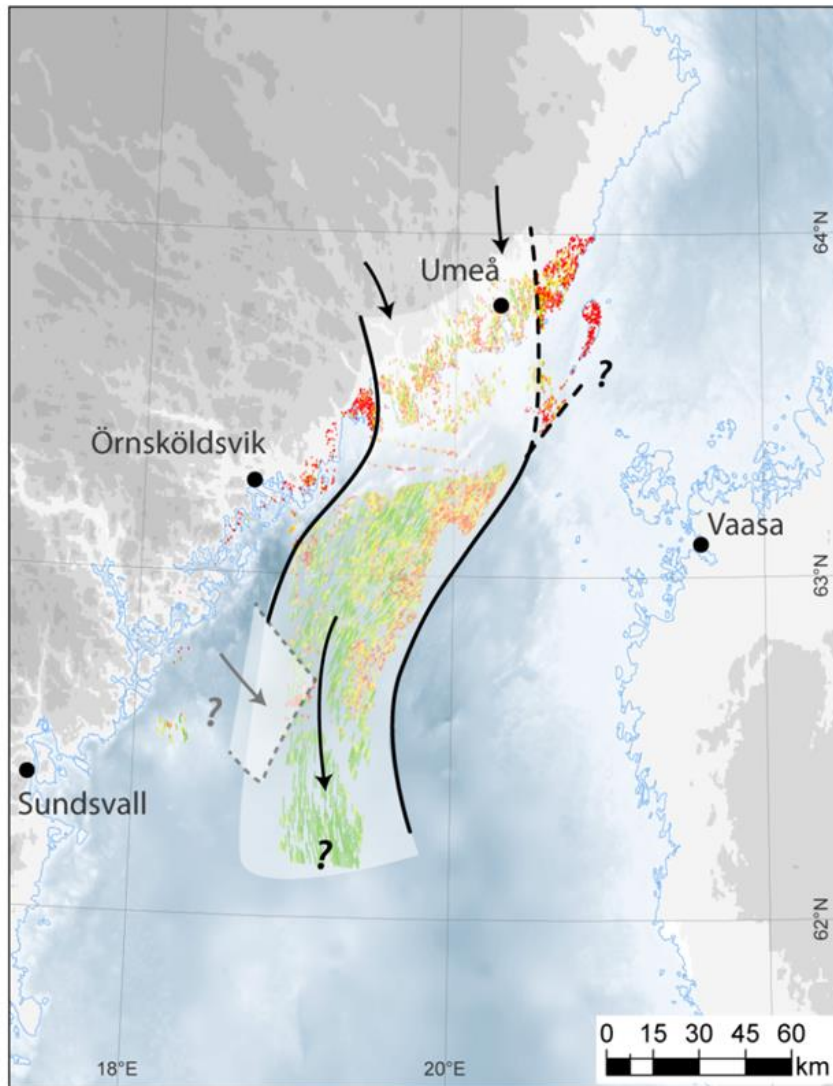 64°N
Umeå
?
Örnsköldsvik
Vaasa
63°N
?
Sundsvall
?
62°N
0 15 30 45 60
km
18°E
20°E